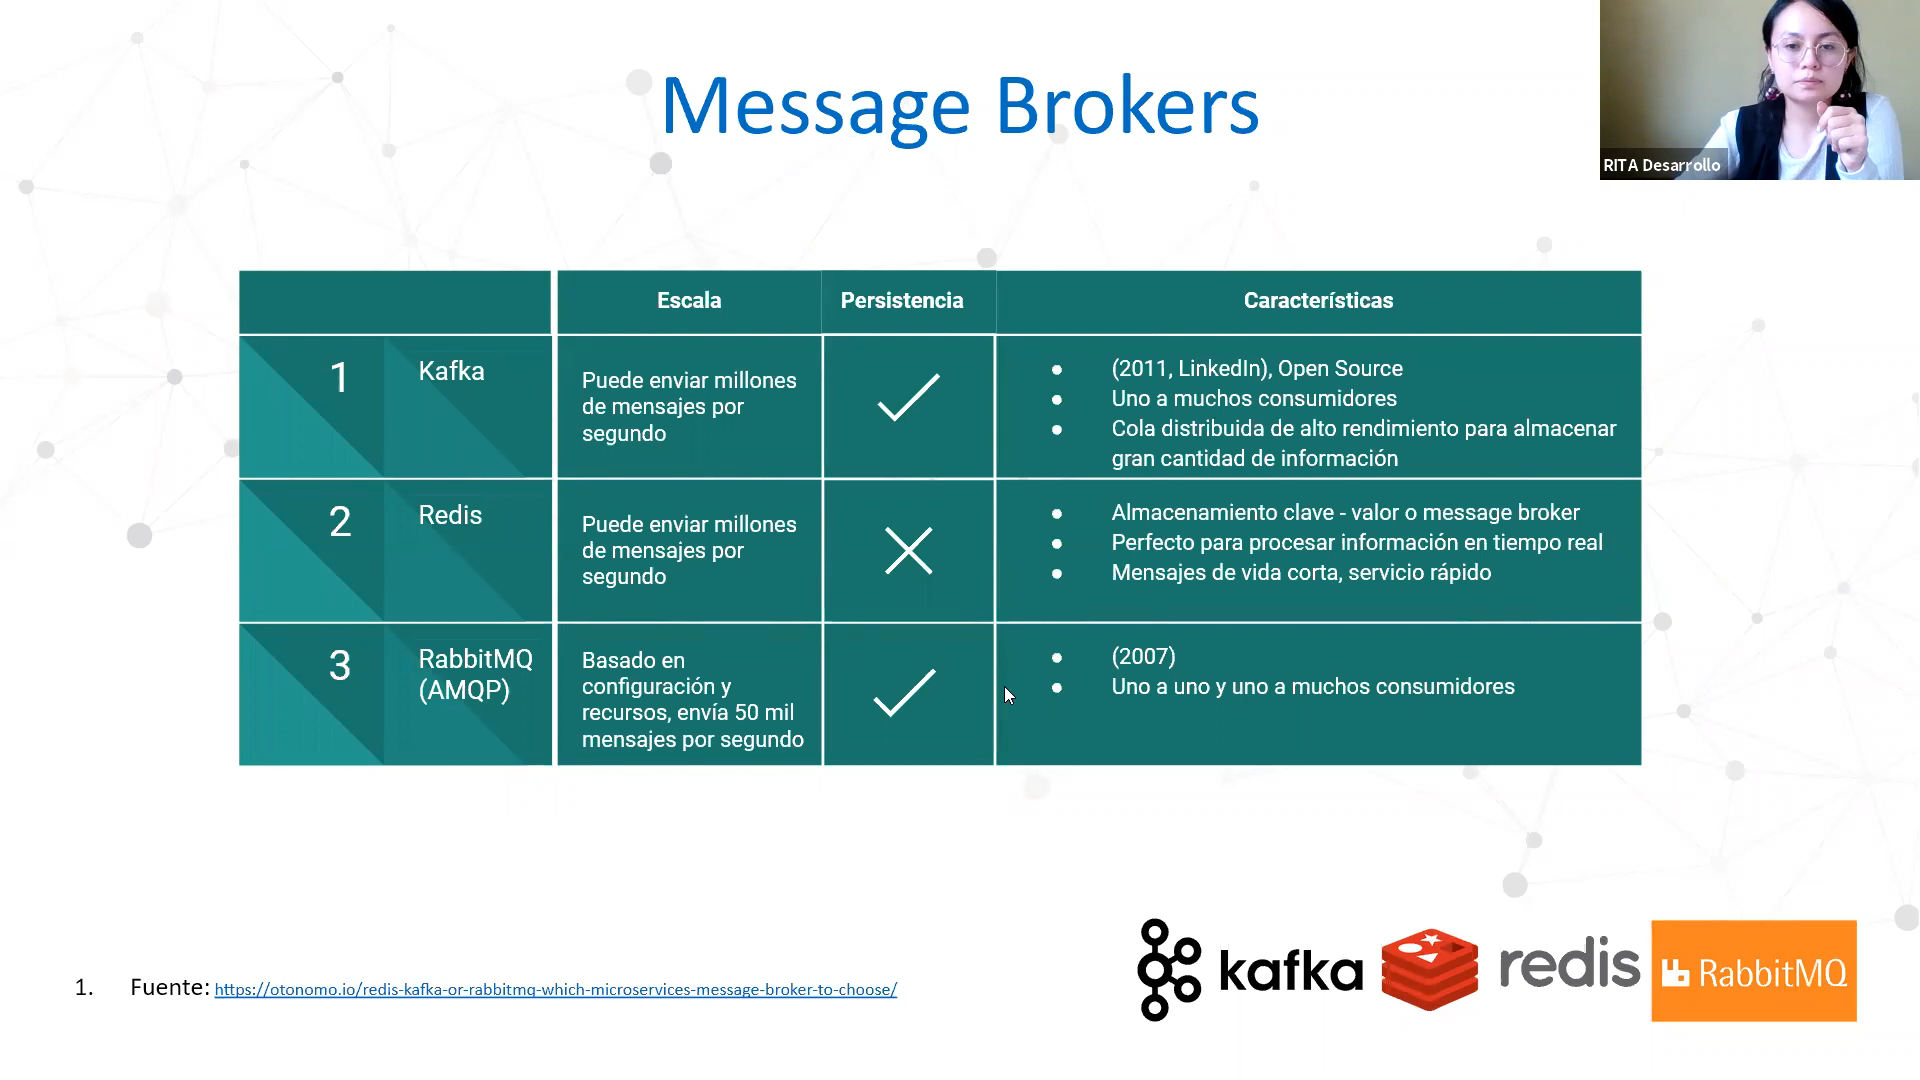 Message Brokers
RITA Desarrollo
Escala
Persistencia
Características
1
Kafka
Puede enviar millones
de mensajes por
segundo
● (2011, LinkedIn), Open Source
● Uno a muchos consumidores
● Cola distribuida de alto rendimiento para almacenar
gran cantidad de información
2
Redis
Puede enviar millones
de mensajes por
segundo
● Almacenamiento clave - valor o message broker
● Perfecto para procesar información en tiempo real
● Mensajes de vida corta, servicio rápido
3
RabbitMQ
(AMQP)
Basado en
configuración y
recursos, envía 50 mil
mensajes por segundo
● (2007)
● Uno a uno y uno a muchos consumidores
kafka
redis
RabbitMQ
1. Fuente: https://otonomo.io/redis-kafka-or-rabbitmq-which-microservices-message-broker-to-choose/